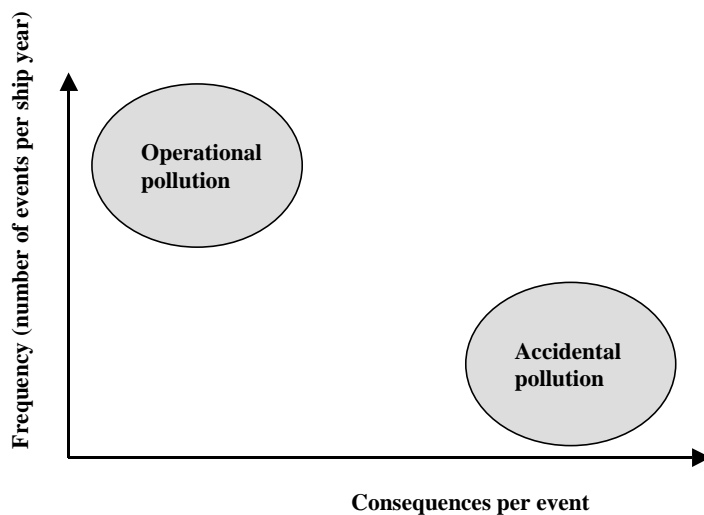 Frequency (number of events per ship year)
Operational
pollution
Accidental
pollution
Consequences per event